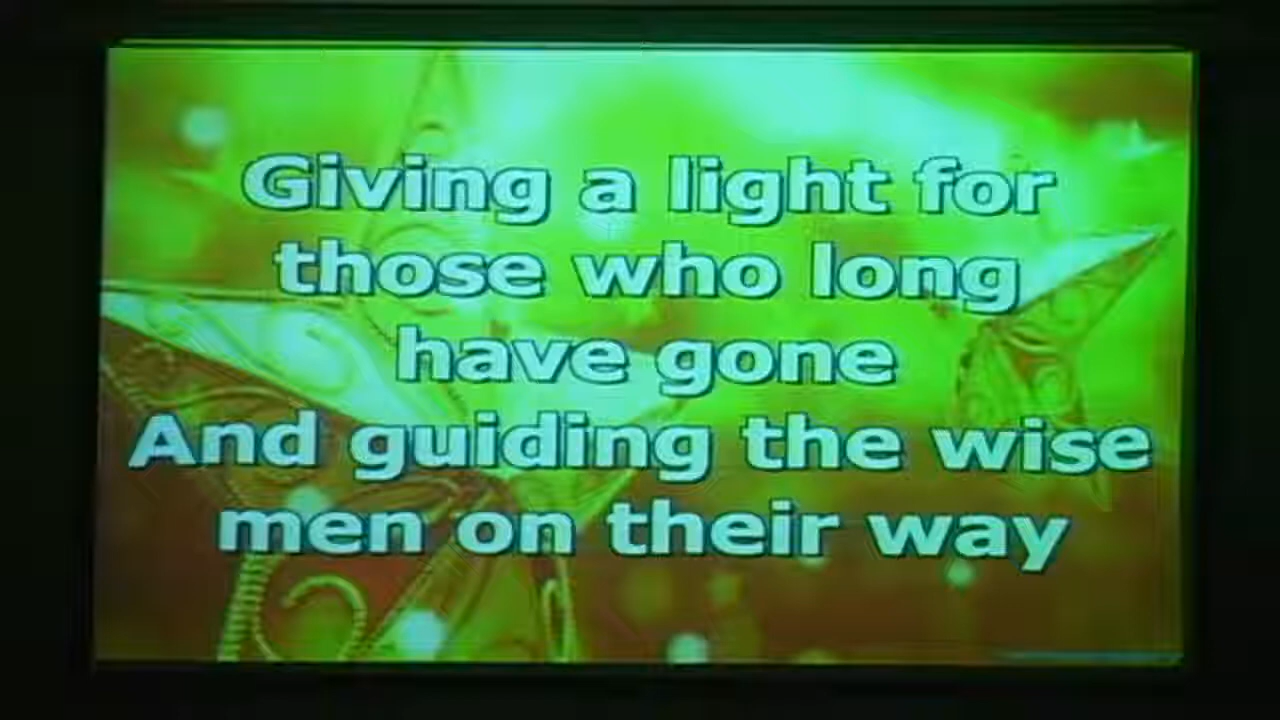 Giving a light for
those who long
have gone
And guiding the wise
men on their way